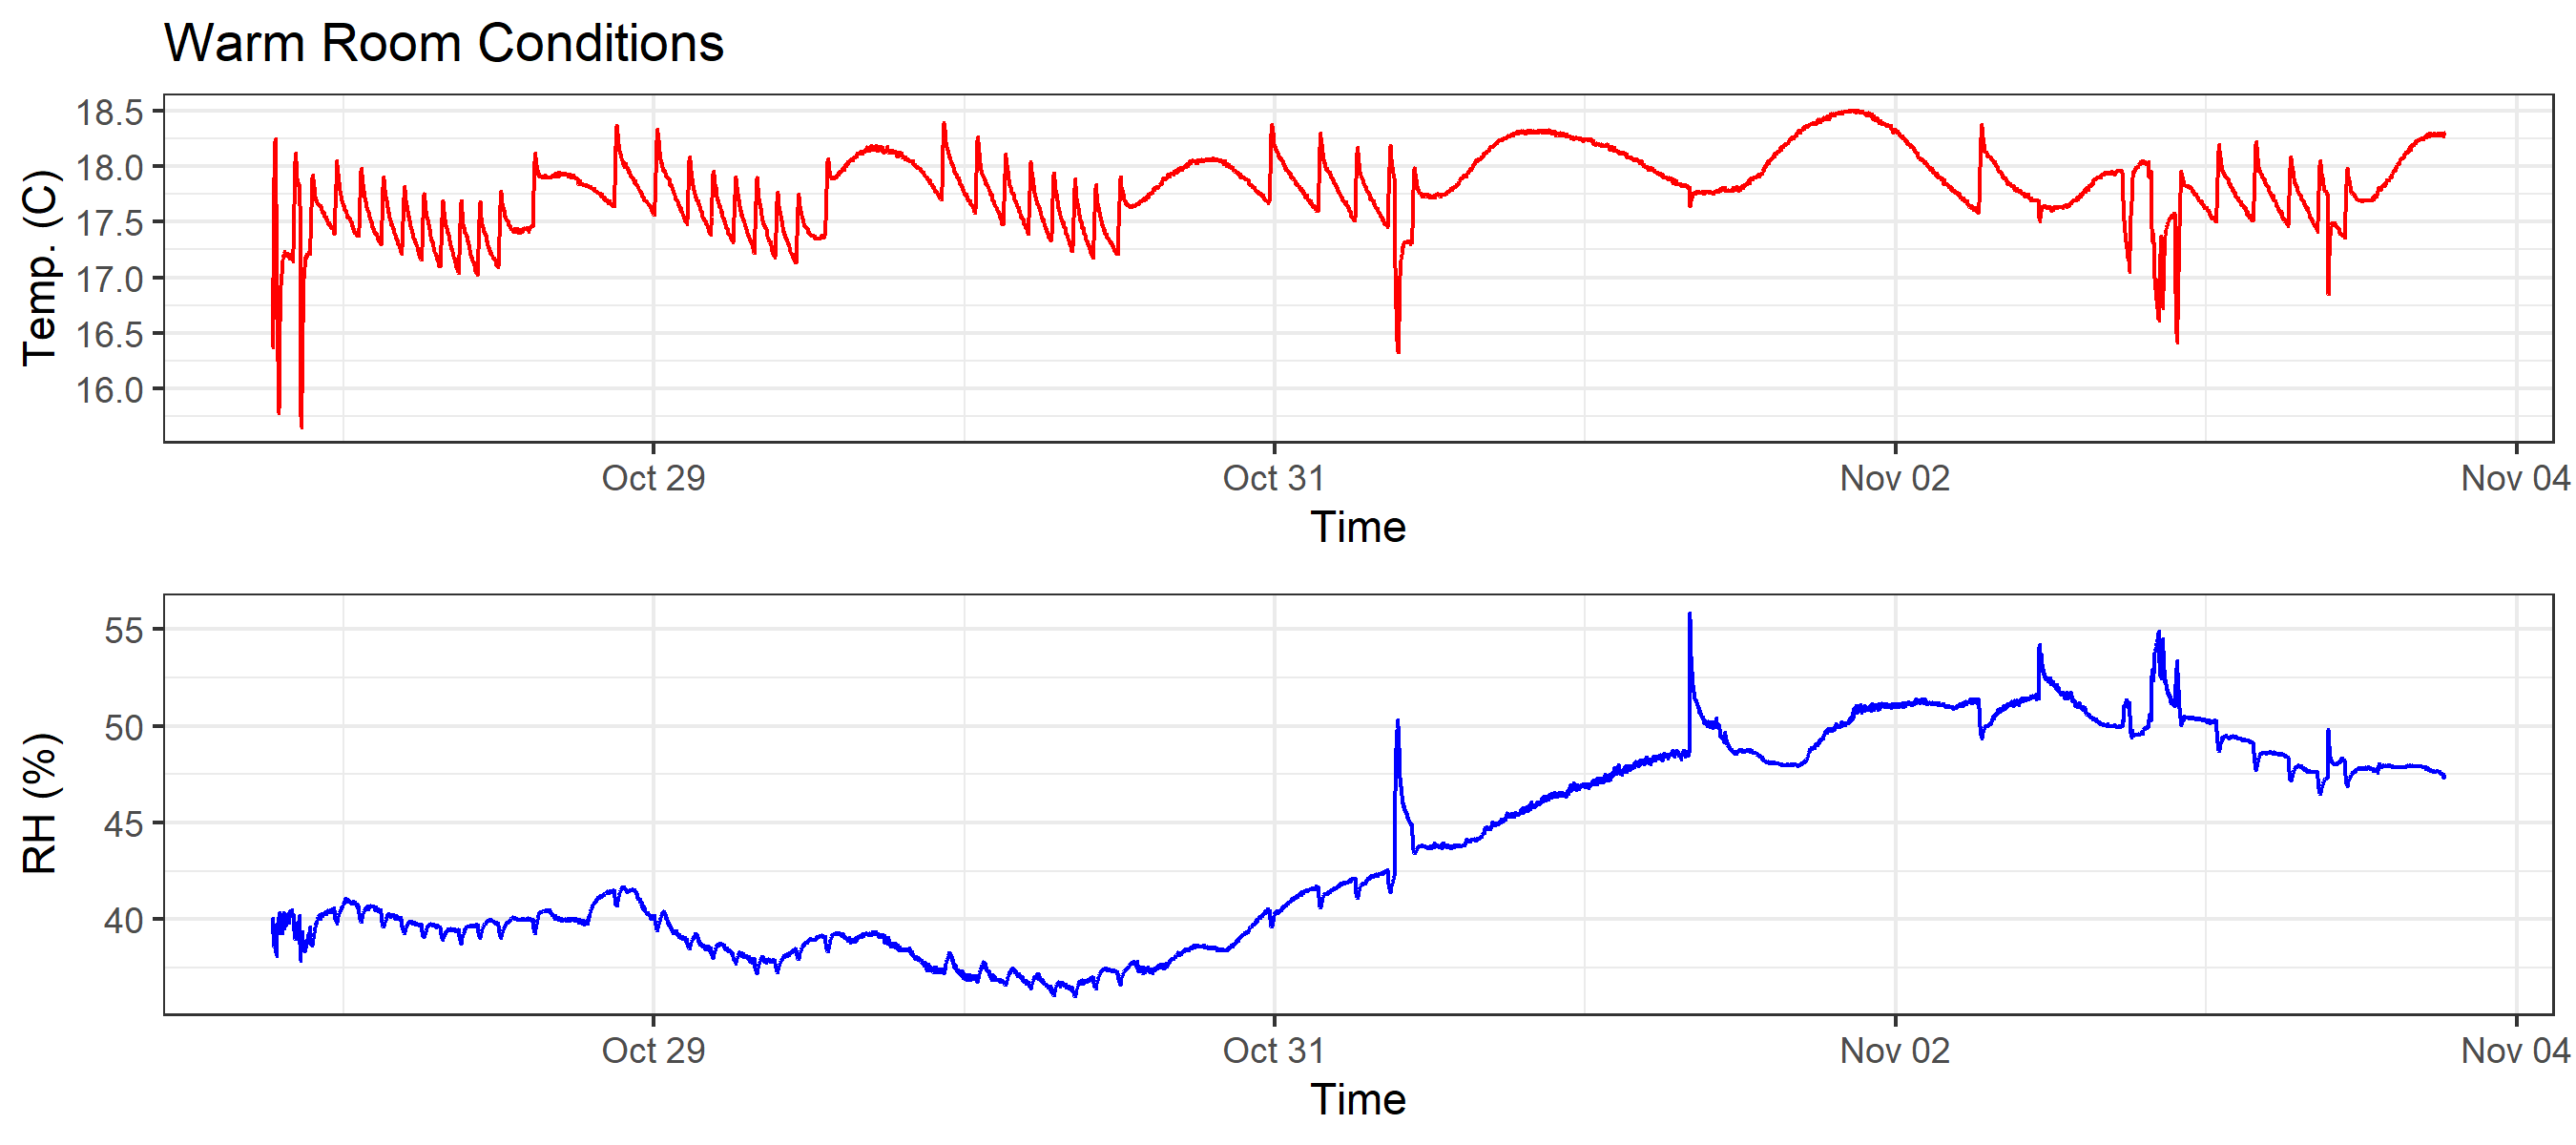 Warm Room Conditions
Temp. (C)
18.5
18.0
17.5
17.0
16.5
16.0
Oct 29 Oct 31 Nov 02 Nov 04
Time
RH (%)
55
50
45
40
Oct 29 Oct 31 Nov 02 Nov 04
Time